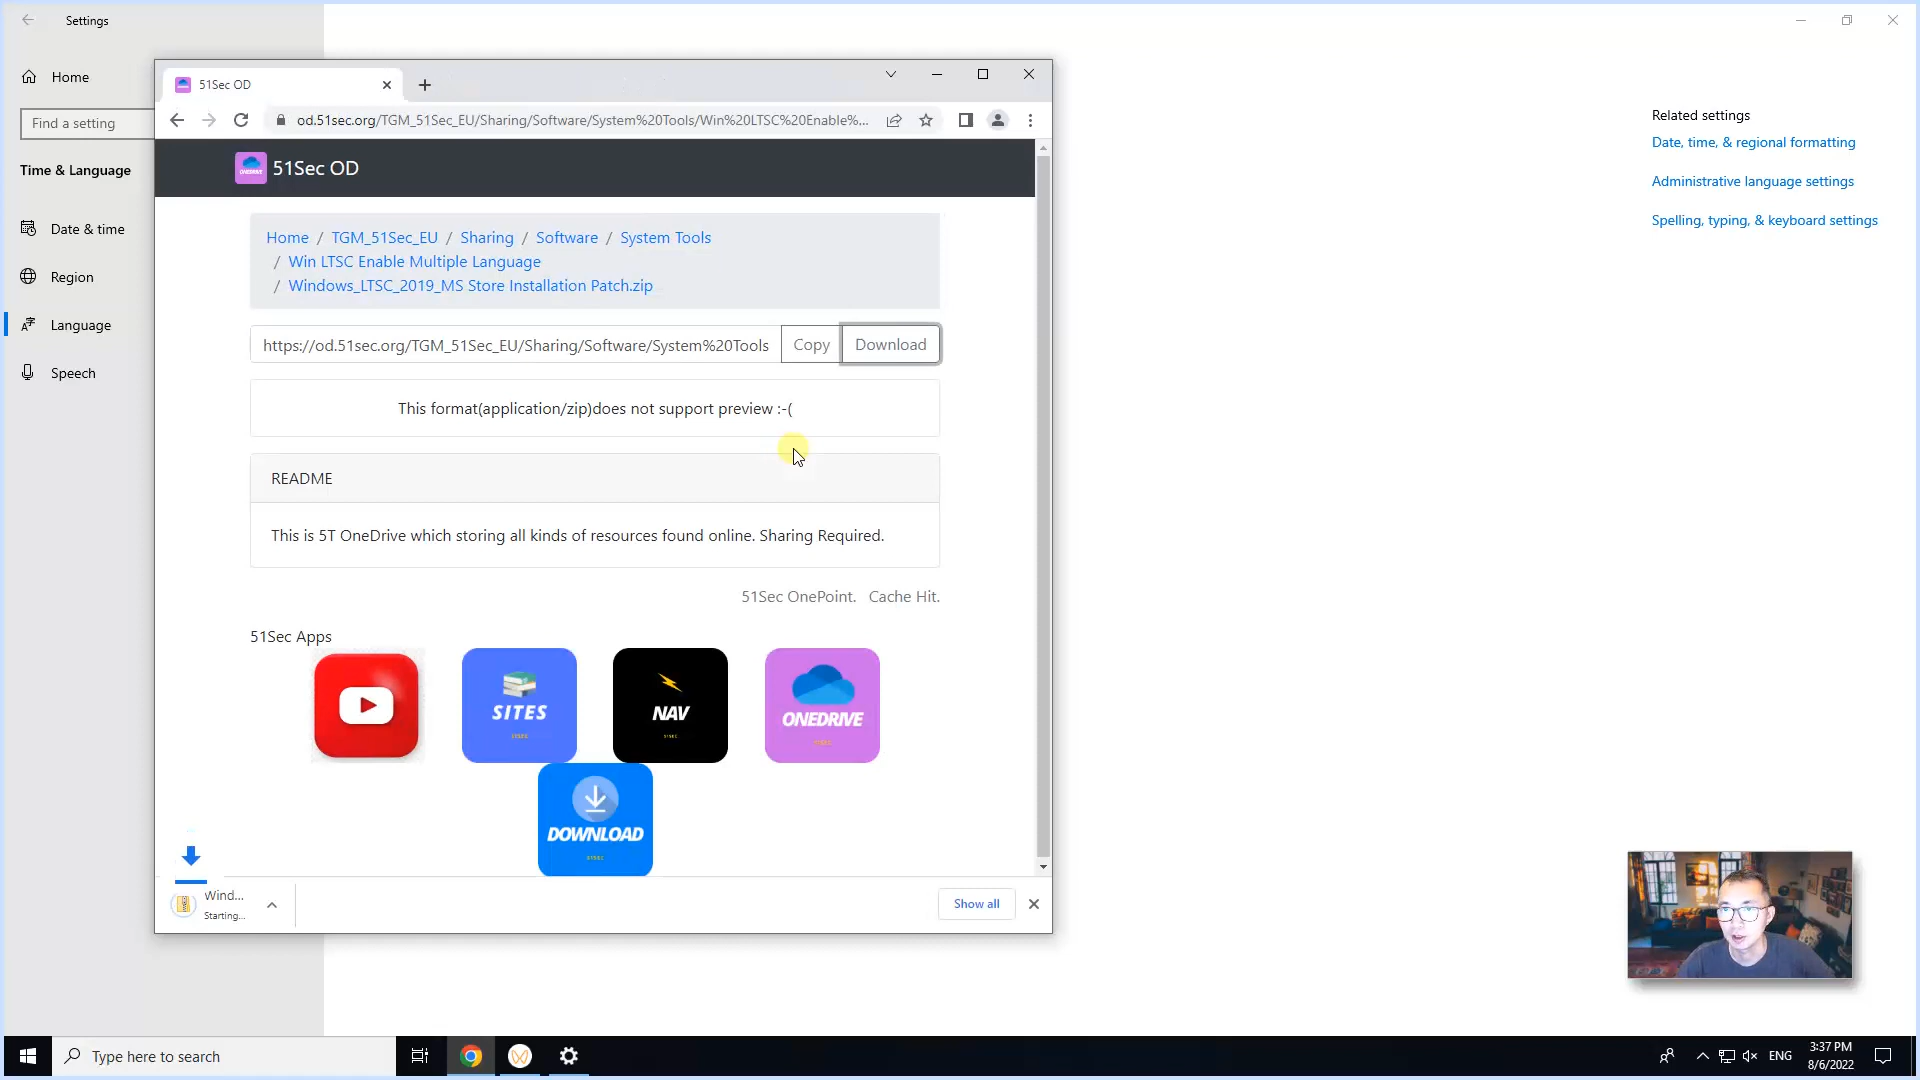 Settings
Home
Find a setting
Time & Language
Date & time
Region
Language
Speech
51Sec OD
od.51sec.org/TGM_51Sec_EU/Sharing/Software/System%20Tools/Win%20LTSC%20Enable%...
51Sec OD
Home / TGM_51Sec_EU / Sharing / Software / System Tools
/ Win LTSC Enable Multiple Language
/ Windows_LTSC_2019_MS Store Installation Patch.zip
https://od.51sec.org/TGM_51Sec_EU/Sharing/Software/System%20Tools
Copy
Download
This format(application/zip)does not support preview :-(
README
This is 5T OneDrive which storing all kinds of resources found online. Sharing Required.
51Sec OnePoint. Cache Hit.
51Sec Apps
SITES
NAV
ONEDRIVE
DOWNLOAD
Wind...
Starting...
Show all
Related settings
Date, time, & regional formatting
Administrative language settings
Spelling, typing, & keyboard settings
Type here to search
ENG
3:37 PM
8/6/2022